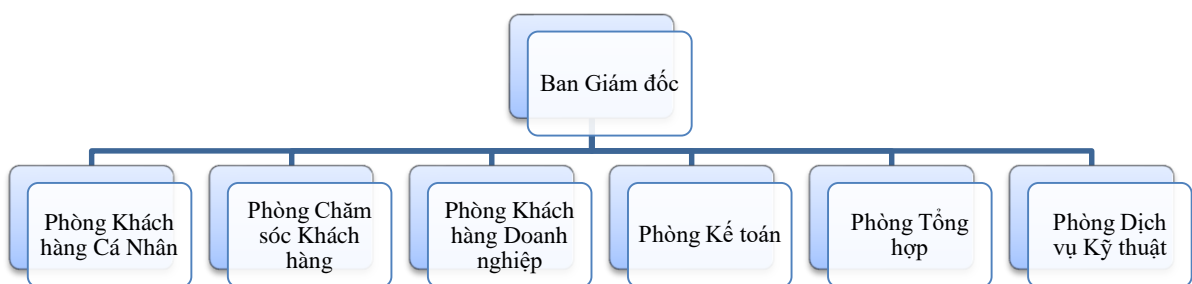 Ban Giám đốc
Phòng Khách
hàng Cá Nhân
Phòng Chăm
sóc Khách
hàng
Phòng Khách
hàng Doanh
nghiệp
Phòng Kế toán
Phòng Tổng
hợp
Phòng Dịch
vụ Kỹ thuật